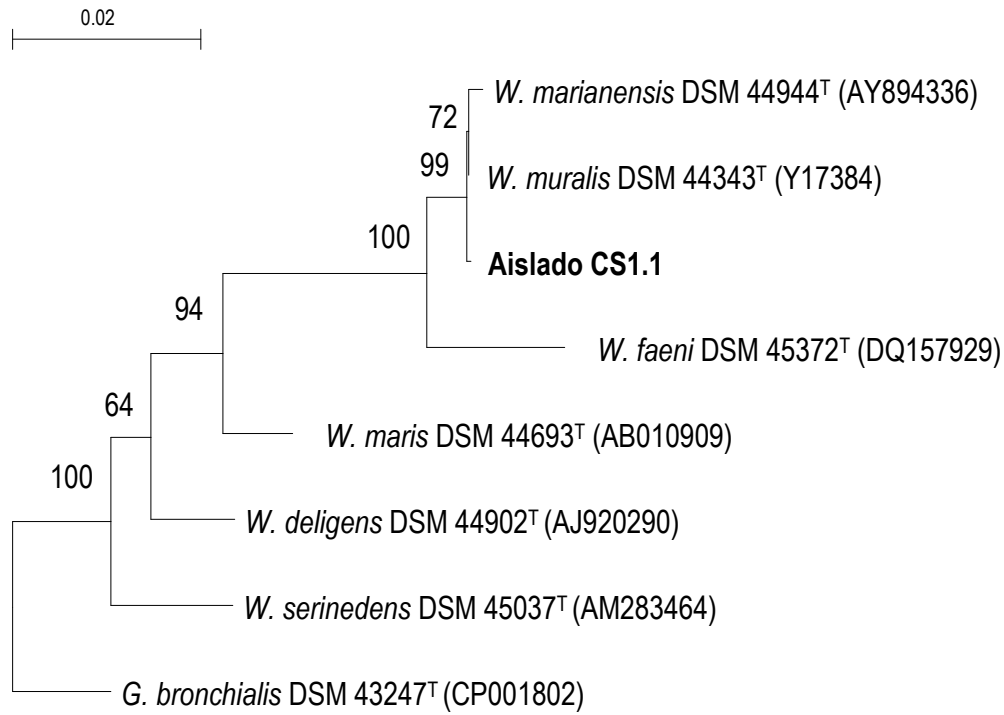 0.02
W. marianensis DSM 44944ᵀ (AY894336)
72
99
W. muralis DSM 44343ᵀ (Y17384)
100
Aislado CS1.1
94
W. faeni DSM 45372ᵀ (DQ157929)
64
W. maris DSM 44693ᵀ (AB010909)
100
W. deligens DSM 44902ᵀ (AJ920290)
W. serinedens DSM 45037ᵀ (AM283464)
G. bronchialis DSM 43247ᵀ (CP001802)